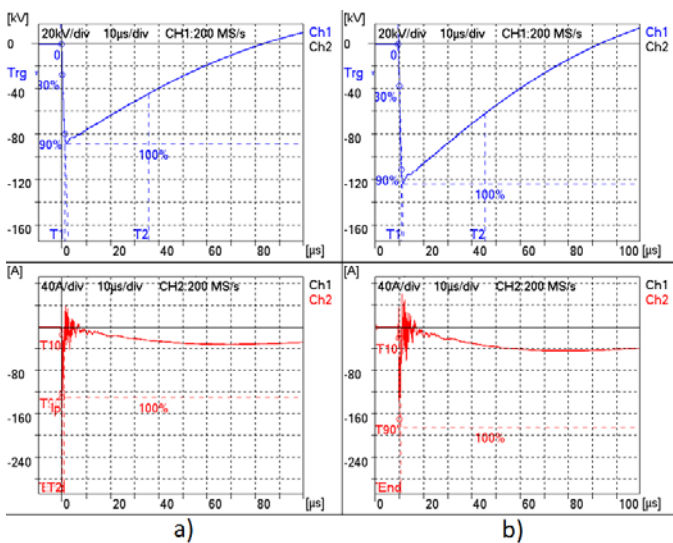 [kV]
20kV/div 10µs/div CH1:200 MS/s
Ch1
Ch2
0
0
Trg
30%
-40
-80
90%
100%
-120
-160
T1
T2
0 20 40 60 80 [µs]
[kV]
20kV/div 10µs/div CH1:200 MS/s
Ch1
Ch2
0
0
Trg
30%
-40
-80
-120
90%
100%
-160
T1
T2
0 20 40 60 80 100 [µs]
[A]
40A/div 10µs/div CH2:200 MS/s
Ch1
Ch2
T10
-80
Ip
100%
-160
-240
ET2
0 20 40 60 80 [µs]
[A]
40A/div 10µs/div CH2:200 MS/s
Ch1
Ch2
T10
-80
-160
T90
100%
-240
End
0 20 40 60 80 100 [µs]
a)
b)